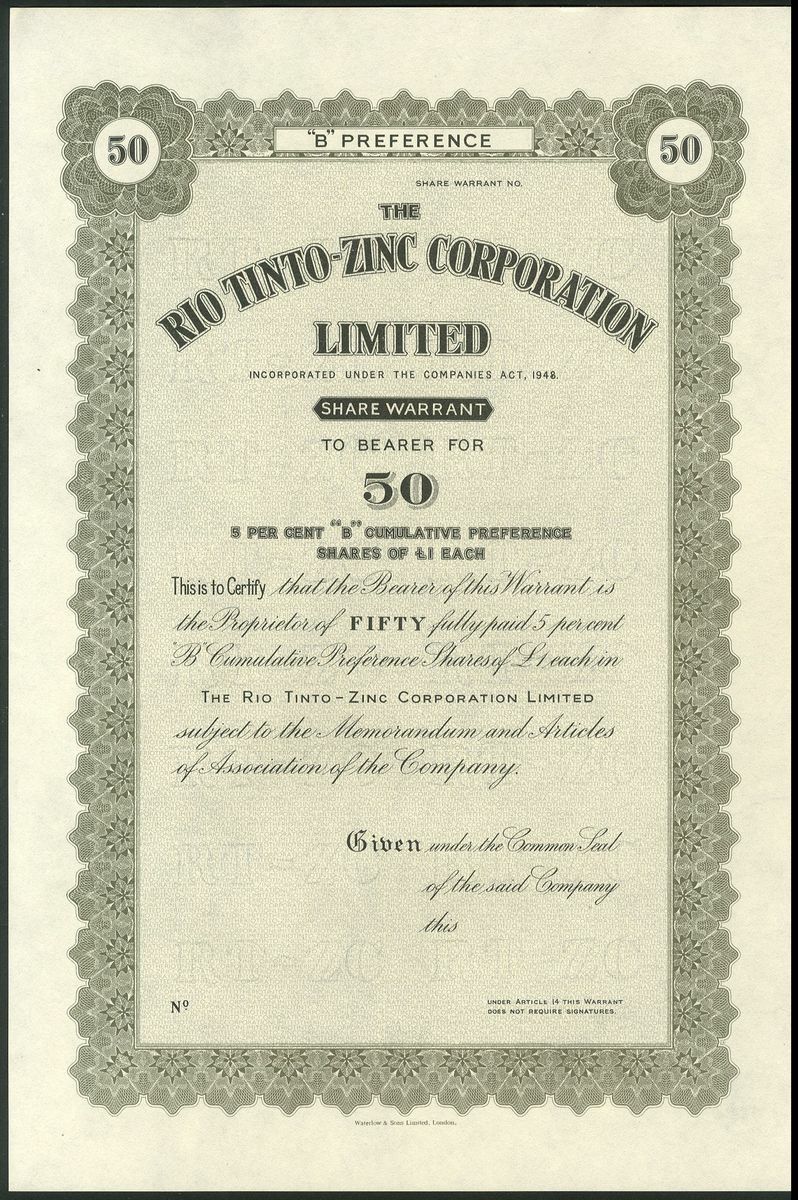 50
"B" PREFERENCE
50
SHARE WARRANT NO.
THE
RIO TINTO-ZINC CORPORATION
LIMITED
INCORPORATED UNDER THE COMPANIES ACT, 1948.
SHARE WARRANT
TO BEARER FOR
50
5 PER CENT "B" CUMULATIVE PREFERENCE
SHARES OF £1 EACH
This is to Certify that the Bearer of this Warrant is
the Proprietor of FIFTY fully paid 5 per cent
"B" Cumulative Preference Shares of £1 each in
THE RIO TINTO-ZINC CORPORATION LIMITED
subject to the Memorandum and Articles
of Association of the Company.
Given under the Common Seal
of the said Company
this
Nº
UNDER ARTICLE 14 THIS WARRANT
DOES NOT REQUIRE SIGNATURES.
Waterlow & Sons Limited, London.